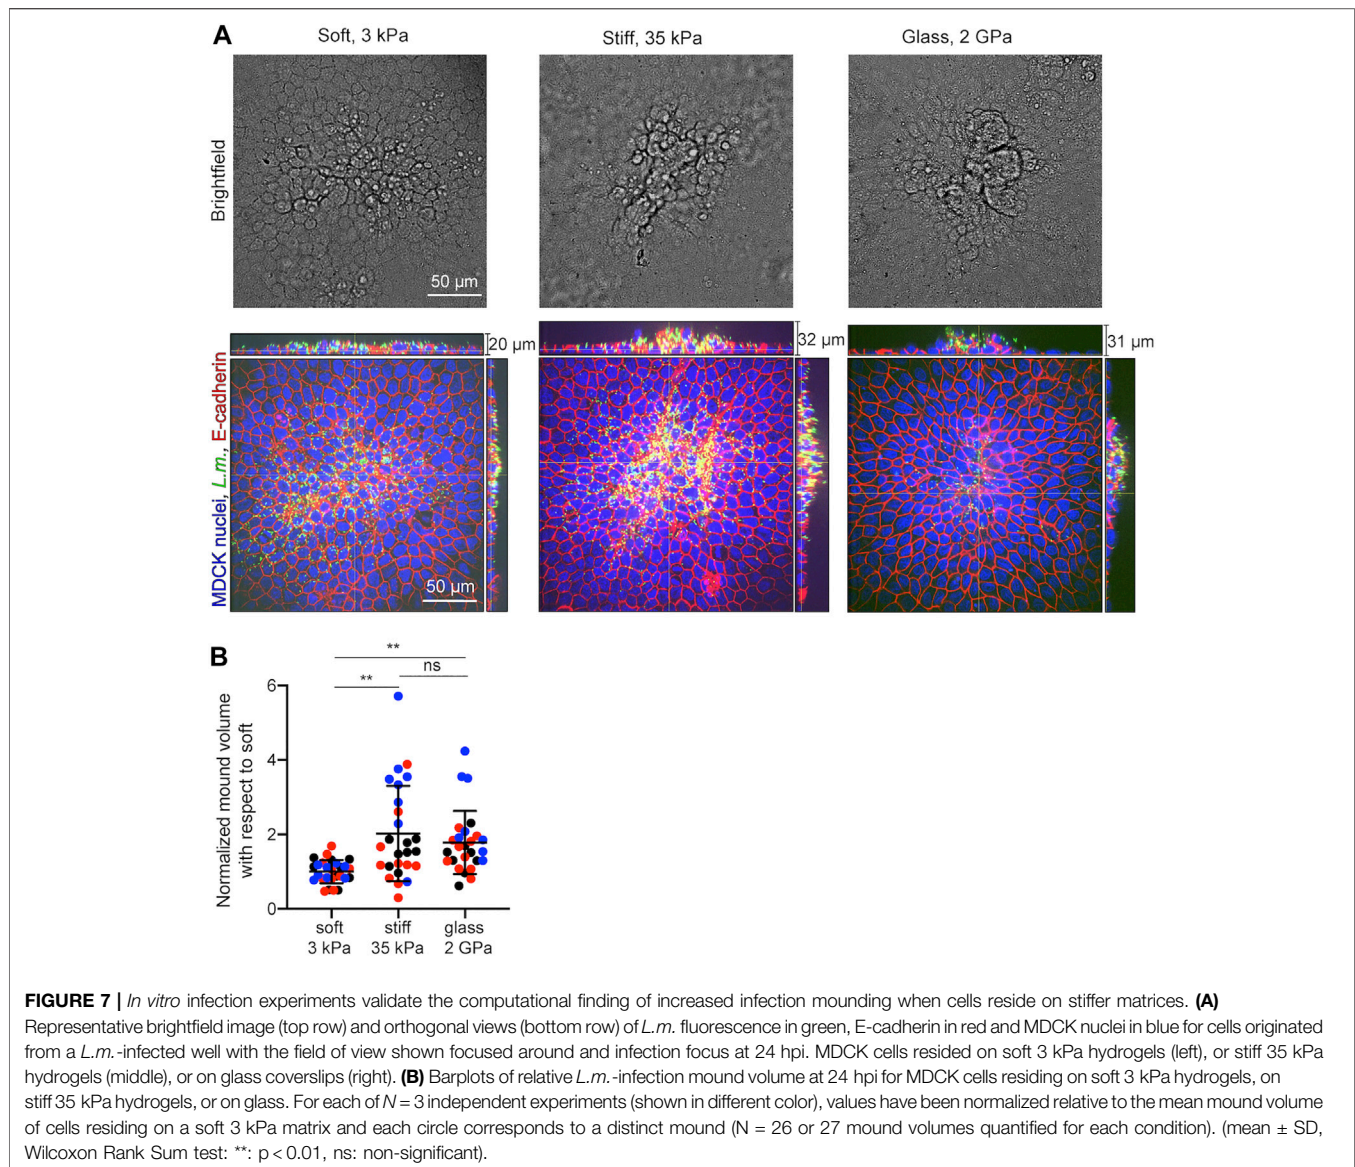 A
Soft, 3 kPa
Stiff, 35 kPa
Glass, 2 GPa
Brightfield
50 µm
MDCK nuclei, L.m., E-cadherin
20 µm
32 µm
31 µm
50 µm
B
**
ns
**
Normalized mound volume
with respect to soft
6
4
2
0
soft
3 kPa
stiff
35 kPa
glass
2 GPa
FIGURE 7 | In vitro infection experiments validate the computational finding of increased infection mounding when cells reside on stiffer matrices. (A)
Representative brightfield image (top row) and orthogonal views (bottom row) of L.m. fluorescence in green, E-cadherin in red and MDCK nuclei in blue for cells originated
from a L.m.-infected well with the field of view shown focused around and infection focus at 24 hpi. MDCK cells resided on soft 3 kPa hydrogels (left), or stiff 35 kPa
hydrogels (middle), or on glass coverslips (right). (B) Barplots of relative L.m.-infection mound volume at 24 hpi for MDCK cells residing on soft 3 kPa hydrogels, on
stiff 35 kPa hydrogels, or on glass. For each of N = 3 independent experiments (shown in different color), values have been normalized relative to the mean mound volume
of cells residing on a soft 3 kPa matrix and each circle corresponds to a distinct mound (N = 26 or 27 mound volumes quantified for each condition). (mean ± SD,
Wilcoxon Rank Sum test: **: p < 0.01, ns: non-significant).